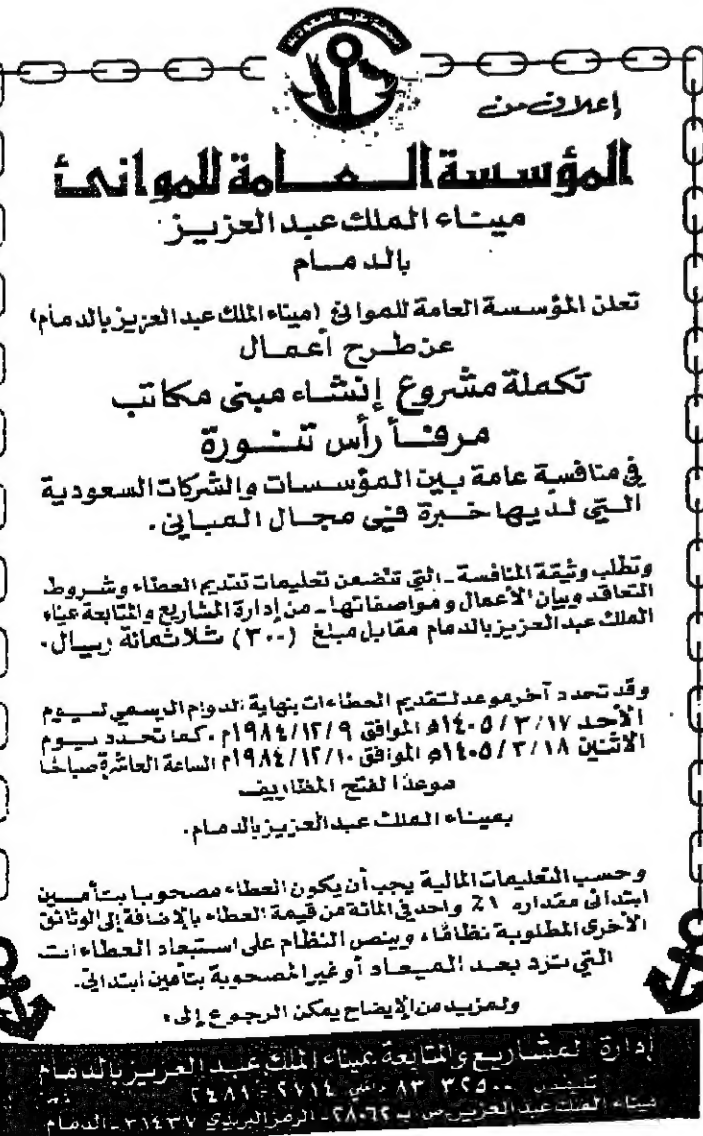 إعلان من
المؤسسة العامة للموانئ
ميناء الملك عبد العزيز
بالدمام
تعلن المؤسسة العامة للموانئ (ميناء الملك عبد العزيز بالدمام)
عن طرح أعمال
تكملة مشروع إنشاء مبنى مكاتب
مرفأ رأس تنورة
في منافسة عامة بين المؤسسات والشركات السعودية
التي لديها خبرة في مجال المباني.
وتطلب وثيقة المنافسة - التي تتضمن تعليمات تقديم العطاء وشروط
التعاقد وبيان الأعمال ومواصفاتها - من إدارة المشاريع والمتابعة بميناء
الملك عبد العزيز بالدمام مقابل مبلغ (٣٠٠) ثلاثمائة ريال.
وقد تحدد آخر موعد لتقديم العطاءات بنهاية الدوام الرسمي ليوم
الأحد ١٤٠٥/٣/١٧هـ الموافق ١٩٨٤/١٢/٩م. كما تحدد يوم
الاثنين ١٤٠٥/٣/١٨هـ الموافق ١٩٨٤/١٢/١٠م الساعة العاشرة صباحًا
موعدًا لفتح المظاريف
بميناء الملك عبد العزيز بالدمام.
وحسب التعليمات المالية يجب أن يكون العطاء مصحوبا بتأمين
ابتدائي مقداره ١٪ واحد في المائة من قيمة العطاء بالإضافة إلى الوثائق
الأخرى المطلوبة نظامًا، وينص النظام على استبعاد العطاءات
التي ترد بعد الميعاد أو غير المصحوبة بتأمين ابتدائي.
ولمزيد من الإيضاح يمكن الرجوع إلى:
إدارة المشاريع والمتابعة بميناء الملك عبد العزيز بالدمام
٨٣٣٢٥٠٠ ٢٧١٤ - ٢٤٨١
ميناء الملك عبد العزيز ص ب ٢٨٠٦٢ - الرمز البريدي ٣١٤٣٧ - الدمام